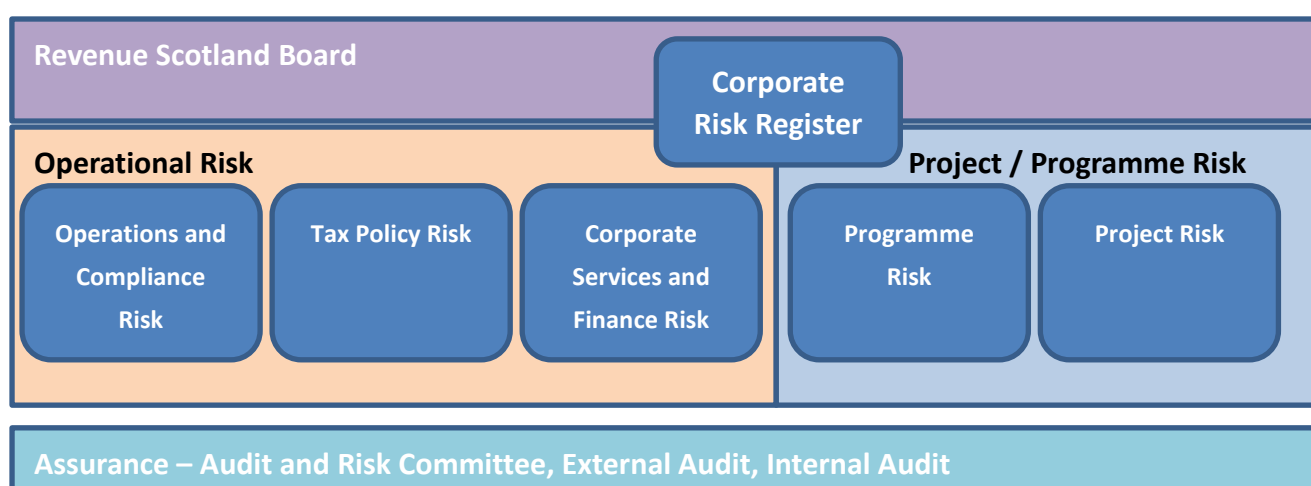 Revenue Scotland Board
Corporate
Risk Register
Operational Risk
Project / Programme Risk
Operations and
Compliance
Risk
Tax Policy Risk
Corporate
Services and
Finance Risk
Programme
Risk
Project Risk
Assurance – Audit and Risk Committee, External Audit, Internal Audit